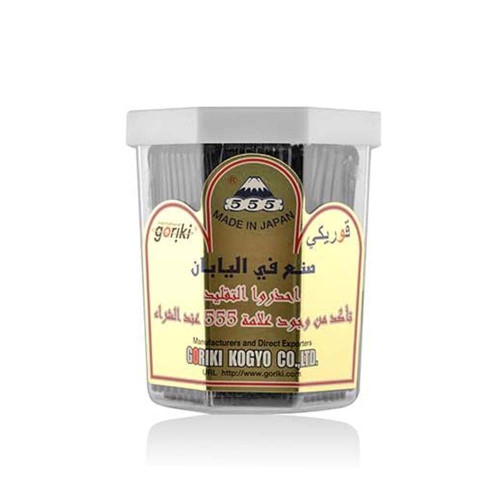 555
®
MADE IN JAPAN
goriki
قوريكي
صنع في اليابان
احذروا التقليد
تأكد من وجود علامة 555 عند الشراء
Manufacturers and Direct Exporters
GORIKI KOGYO CO.,LTD.
URL http://www.goriki.com/